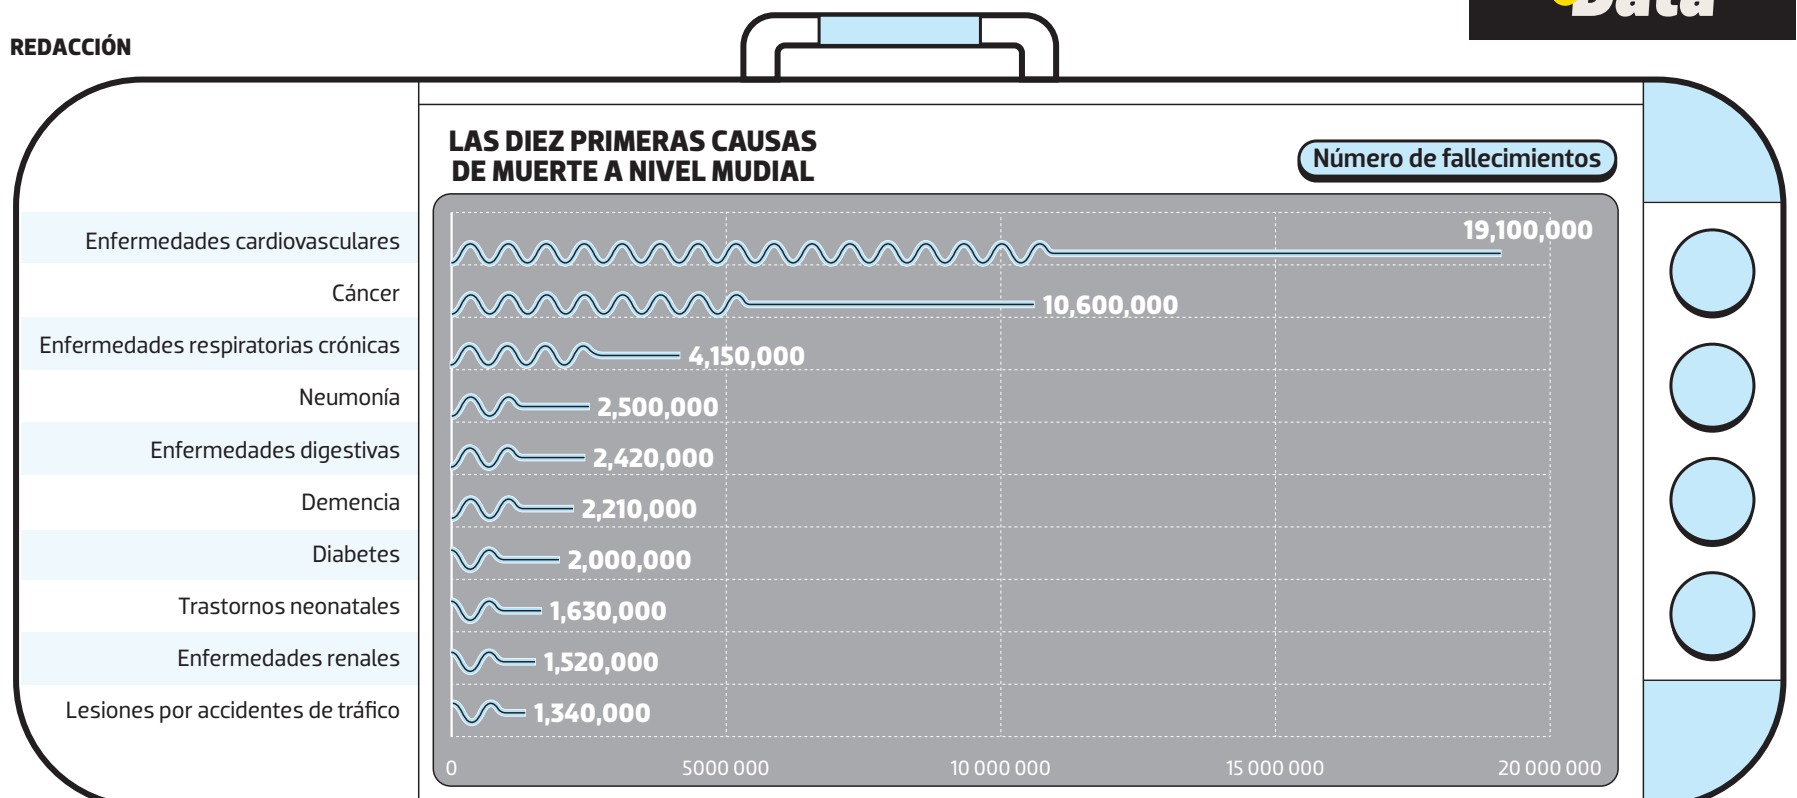 Data
REDACCIÓN
LAS DIEZ PRIMERAS CAUSAS
DE MUERTE A NIVEL MUDIAL
Número de fallecimientos
Enfermedades cardiovasculares 19,100,000
Cáncer 10,600,000
Enfermedades respiratorias crónicas 4,150,000
Neumonía 2,500,000
Enfermedades digestivas 2,420,000
Demencia 2,210,000
Diabetes 2,000,000
Trastornos neonatales 1,630,000
Enfermedades renales 1,520,000
Lesiones por accidentes de tráfico 1,340,000
0 5000 000 10 000 000 15 000 000 20 000 000